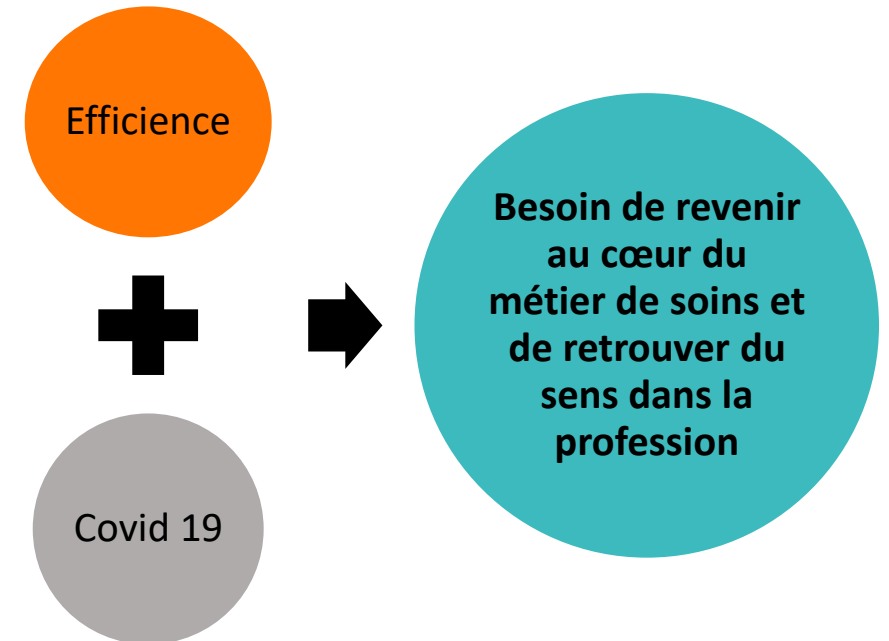 Efficience
Besoin de revenir
au cœur du
métier de soins et
de retrouver du
sens dans la
profession
Covid 19